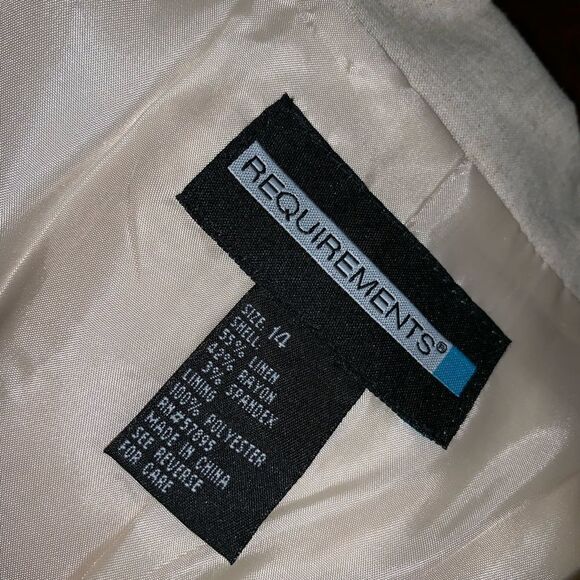 REQUIREMENTS®
SIZE 14
SHELL
55% LINEN
42% RAYON
3% SPANDEX
LINING
100% POLYESTER
RN#57695
MADE IN CHINA
SEE REVERSE
FOR CARE